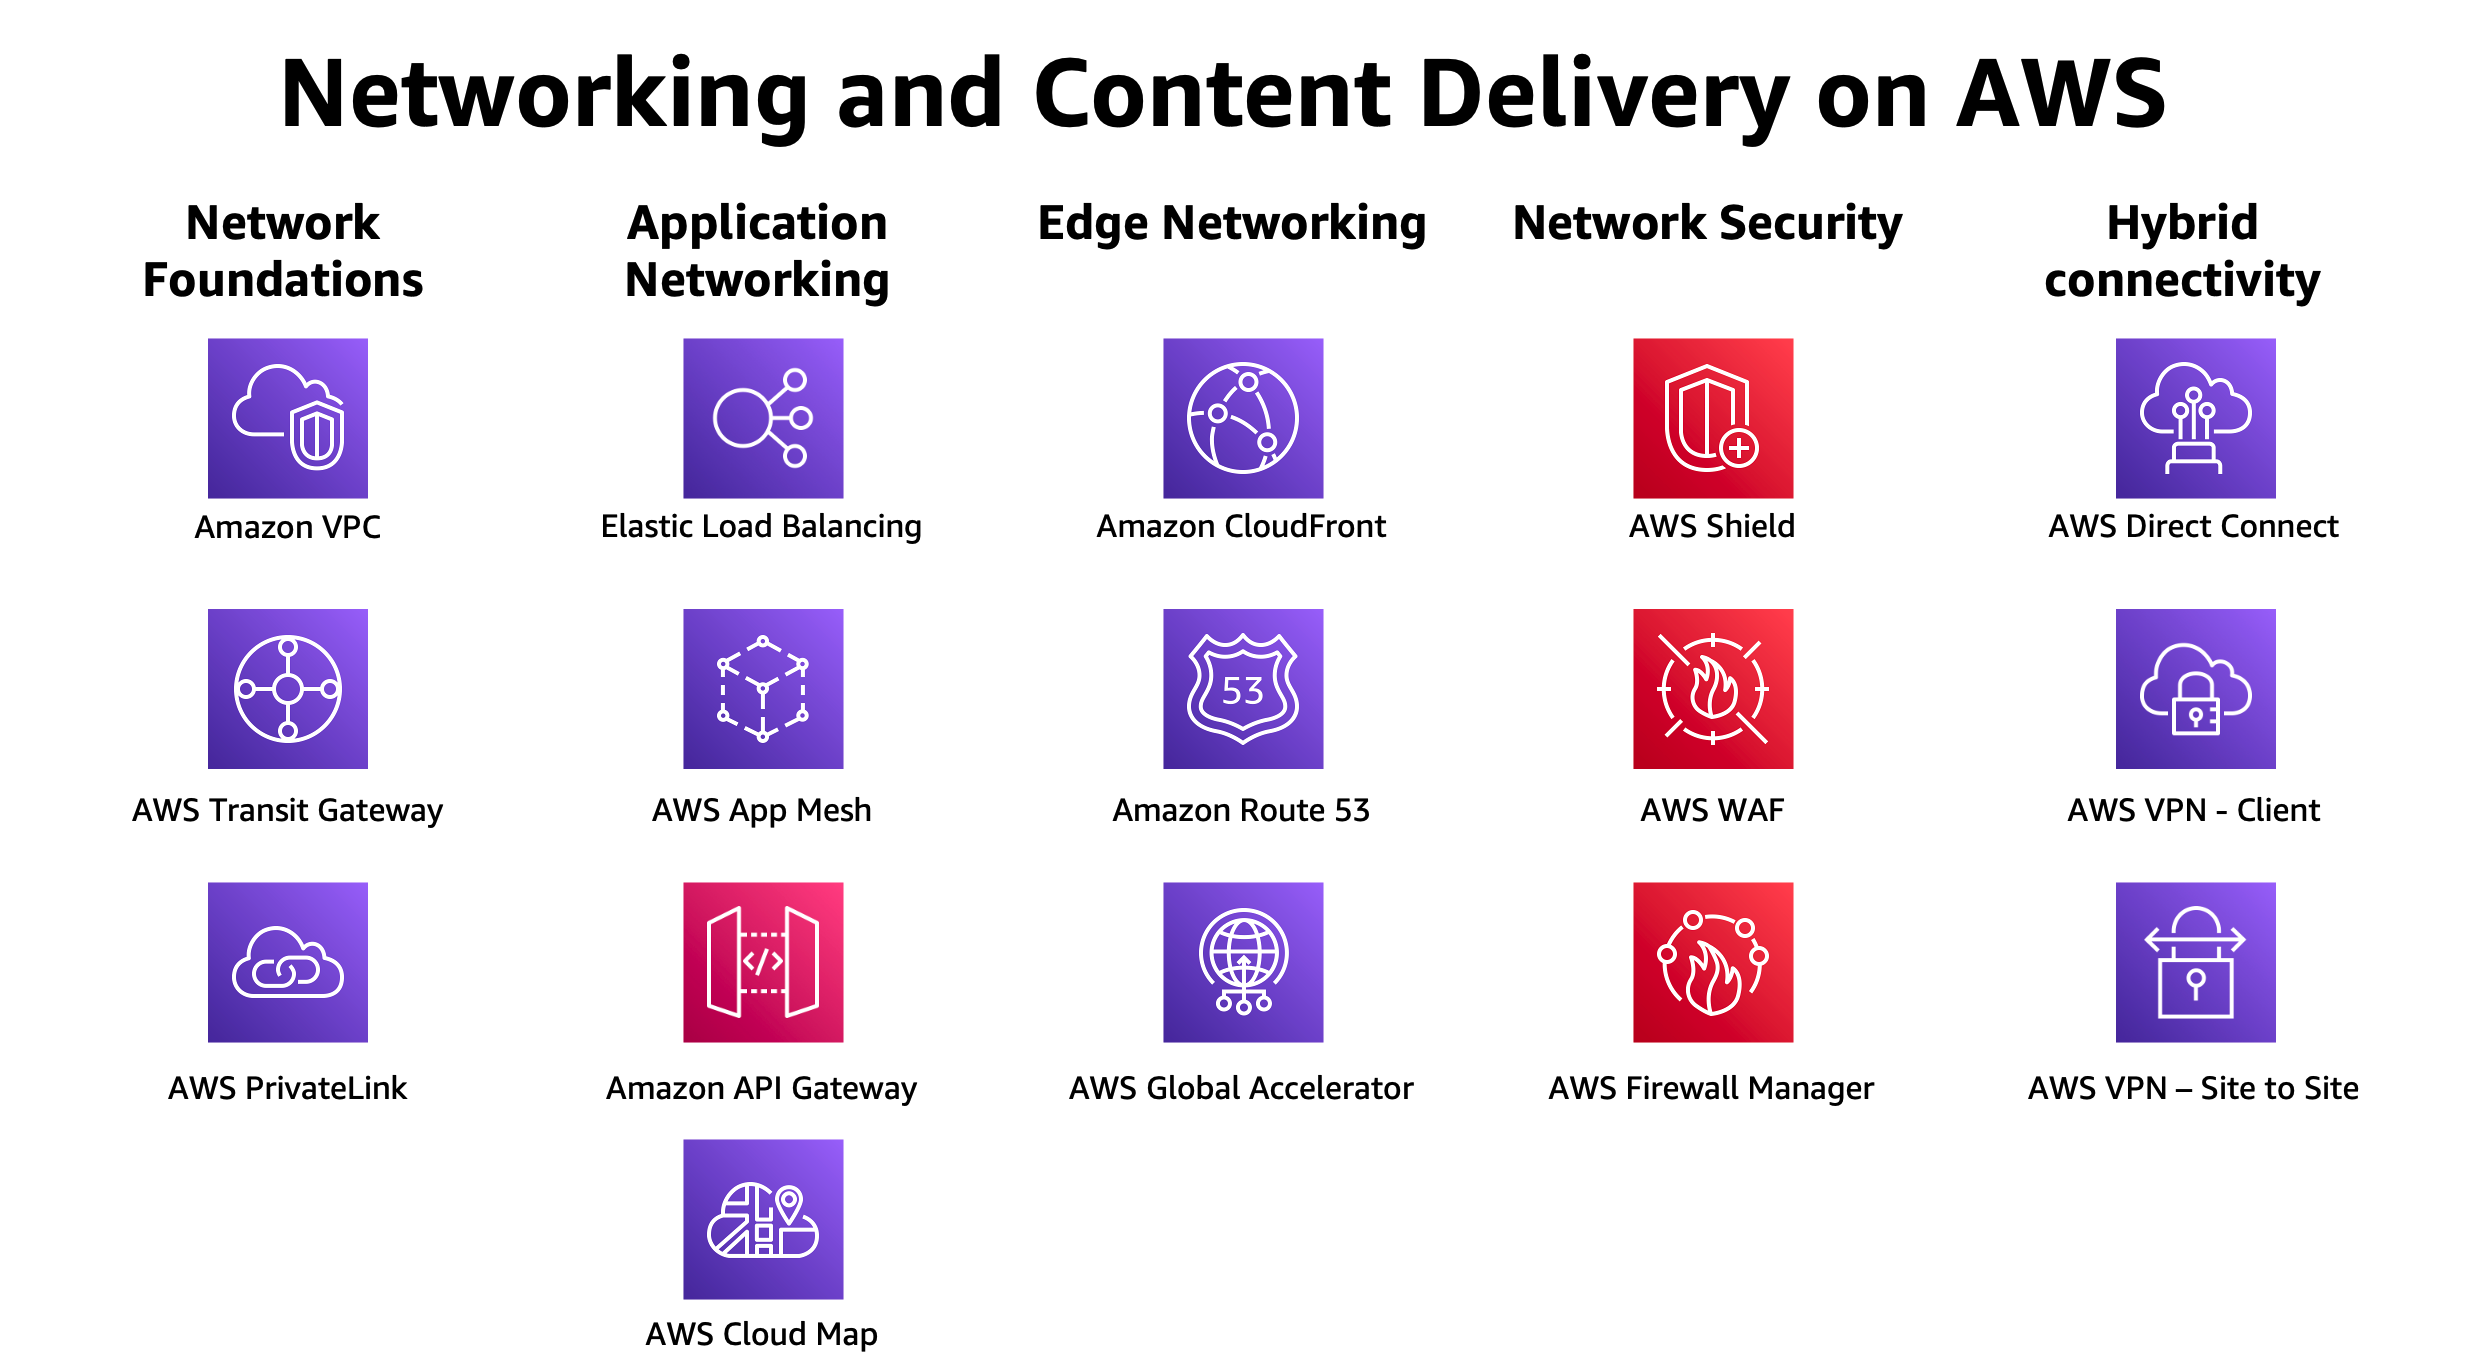 Networking and Content Delivery on AWS
Network
Foundations
Amazon VPC
AWS Transit Gateway
AWS PrivateLink
Application
Networking
Elastic Load Balancing
AWS App Mesh
</>
Amazon API Gateway
AWS Cloud Map
Edge Networking
Amazon CloudFront
53
Amazon Route 53
AWS Global Accelerator
Network Security
AWS Shield
AWS WAF
AWS Firewall Manager
Hybrid
connectivity
AWS Direct Connect
AWS VPN - Client
AWS VPN – Site to Site